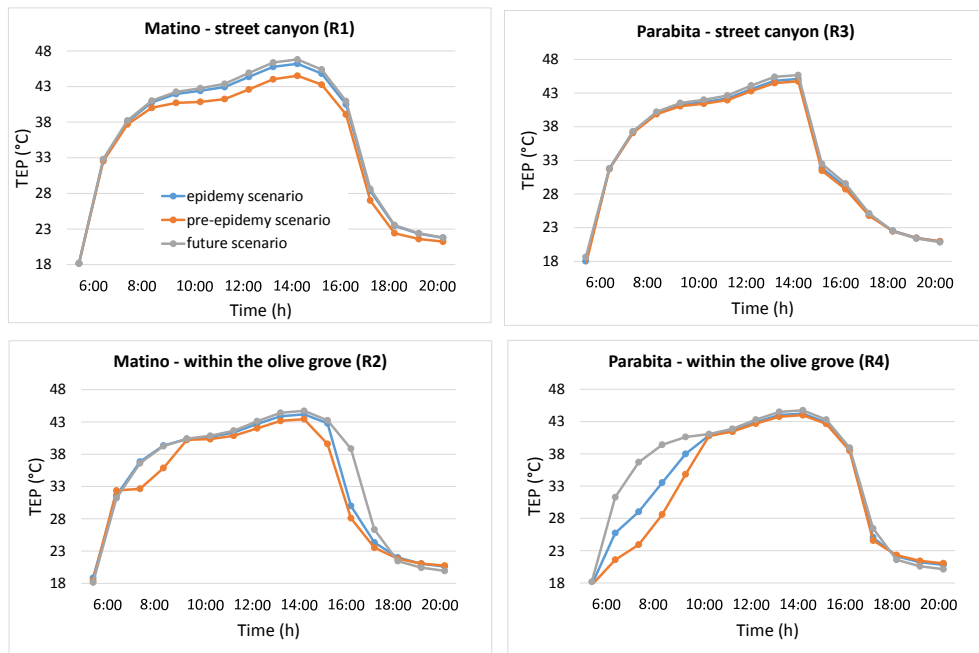 Matino - street canyon (R1)
48
43
38
33
28
23
18
TEP (°C)
epidemy scenario
pre-epidemy scenario
future scenario
6:00 8:00 10:00 12:00 14:00 16:00 18:00 20:00
Time (h)
Parabita - street canyon (R3)
48
43
38
33
28
23
18
TEP (°C)
6:00 8:00 10:00 12:00 14:00 16:00 18:00 20:00
Time (h)
Matino - within the olive grove (R2)
48
43
38
33
28
23
18
TEP (°C)
6:00 8:00 10:00 12:00 14:00 16:00 18:00 20:00
Time (h)
Parabita - within the olive grove (R4)
48
43
38
33
28
23
18
TEP (°C)
6:00 8:00 10:00 12:00 14:00 16:00 18:00 20:00
Time (h)